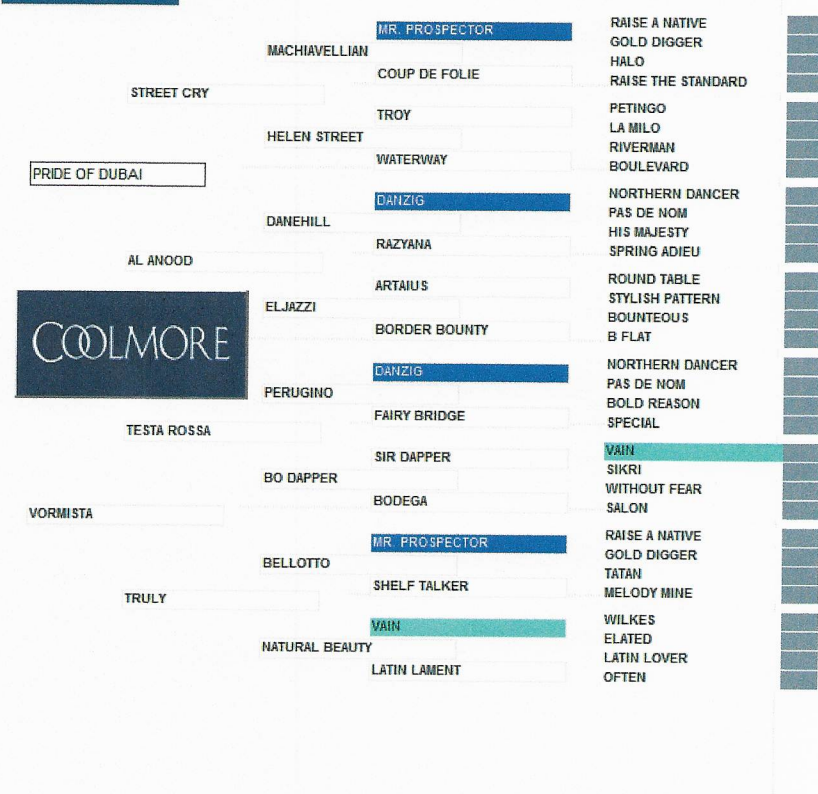 MR. PROSPECTOR
RAISE A NATIVE
GOLD DIGGER
MACHIAVELLIAN
HALO
COUP DE FOLIE
RAISE THE STANDARD
STREET CRY
PETINGO
TROY
LA MILO
HELEN STREET
RIVERMAN
WATERWAY
BOULEVARD
PRIDE OF DUBAI
NORTHERN DANCER
DANZIG
PAS DE NOM
DANEHILL
HIS MAJESTY
RAZYANA
SPRING ADIEU
AL ANOOD
ROUND TABLE
ARTAIUS
STYLISH PATTERN
ELJAZZI
BOUNTEOUS
BORDER BOUNTY
B FLAT
COOLMORE
NORTHERN DANCER
DANZIG
PAS DE NOM
PERUGINO
BOLD REASON
FAIRY BRIDGE
SPECIAL
TESTA ROSSA
VAIN
SIR DAPPER
SIKRI
BO DAPPER
WITHOUT FEAR
BODEGA
SALON
VORMISTA
RAISE A NATIVE
MR. PROSPECTOR
GOLD DIGGER
BELLOTTO
TATAN
SHELF TALKER
MELODY MINE
TRULY
WILKES
VAIN
ELATED
NATURAL BEAUTY
LATIN LOVER
LATIN LAMENT
OFTEN